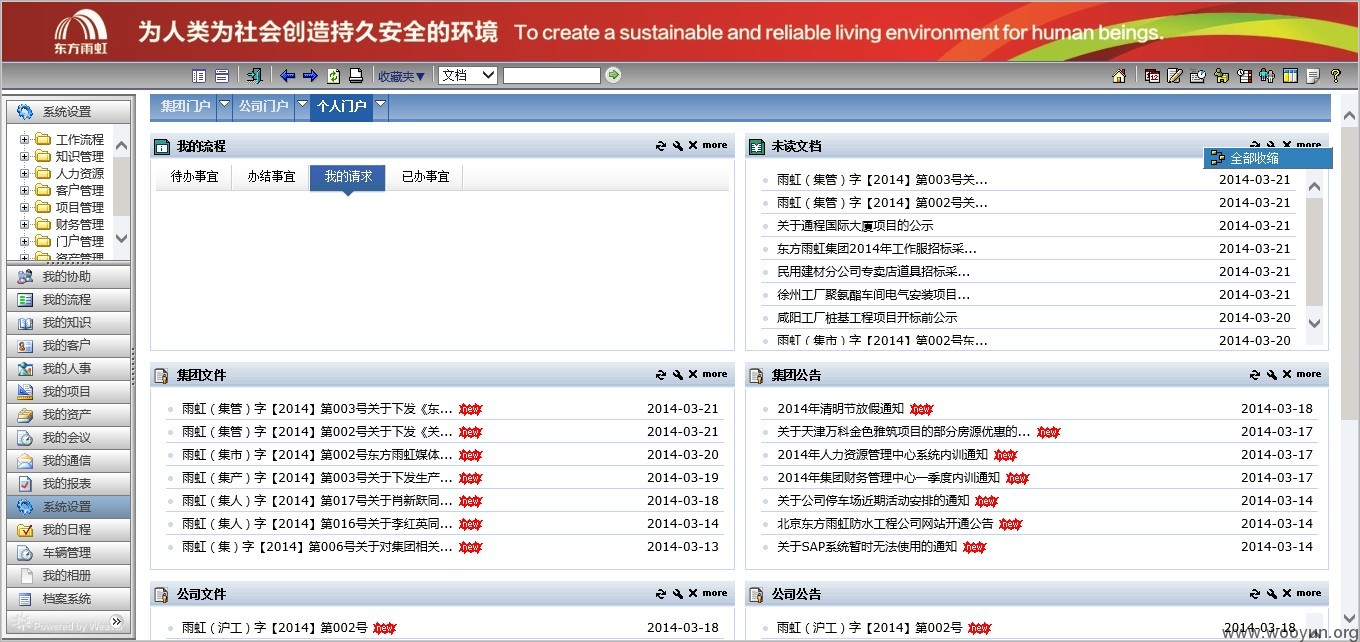 东方雨虹
为人类为社会创造持久安全的环境 To create a sustainable and reliable living environment for human beings.
收藏夹▼ 文档
系统设置
工作流程
知识管理
人力资源
客户管理
项目管理
财务管理
门户管理
资产管理
我的协助
我的流程
我的知识
我的客户
我的人事
我的项目
我的资产
我的会议
我的通信
我的报表
系统设置
我的日程
车辆管理
我的相册
档案系统
Powered by
集团门户 公司门户 个人门户
我的流程 more
待办事宜 办结事宜 我的请求 已办事宜
未读文档 more
全部收缩
雨虹（集管）字【2014】第003号关... 2014-03-21
雨虹（集管）字【2014】第002号关... 2014-03-21
关于通程国际大厦项目的公示 2014-03-21
东方雨虹集团2014年工作服招标采... 2014-03-21
民用建材分公司专卖店道具招标采... 2014-03-21
徐州工厂聚氨酯车间电气安装项目... 2014-03-21
咸阳工厂桩基工程项目开标前公示 2014-03-20
雨虹（集市）字【2014】第002号东... 2014-03-20
集团文件 more
雨虹（集管）字【2014】第003号关于下发《东... new 2014-03-21
雨虹（集管）字【2014】第002号关于下发《关... new 2014-03-21
雨虹（集市）字【2014】第002号东方雨虹媒体... new 2014-03-20
雨虹（集产）字【2014】第003号关于下发生产... new 2014-03-19
雨虹（集人）字【2014】第017号关于肖新跃同... new 2014-03-18
雨虹（集人）字【2014】第016号关于李红英同... new 2014-03-14
雨虹（集）字【2014】第006号关于对集团相关... new 2014-03-13
集团公告 more
2014年清明节放假通知 new 2014-03-18
关于天津万科金色雅筑项目的部分房源优惠的... new 2014-03-17
2014年人力资源管理中心系统内训通知 new 2014-03-17
2014年集团财务管理中心一季度内训通知 new 2014-03-17
关于公司停车场近期活动安排的通知 new 2014-03-14
北京东方雨虹防水工程公司网站开通公告 new 2014-03-14
关于SAP系统暂时无法使用的通知 new 2014-03-14
公司文件 more
雨虹（沪工）字【2014】第002号 new 2014-03-18
公司公告 more
雨虹（沪工）字【2014】第002号 new 2014-03-18
www.wooyun.org